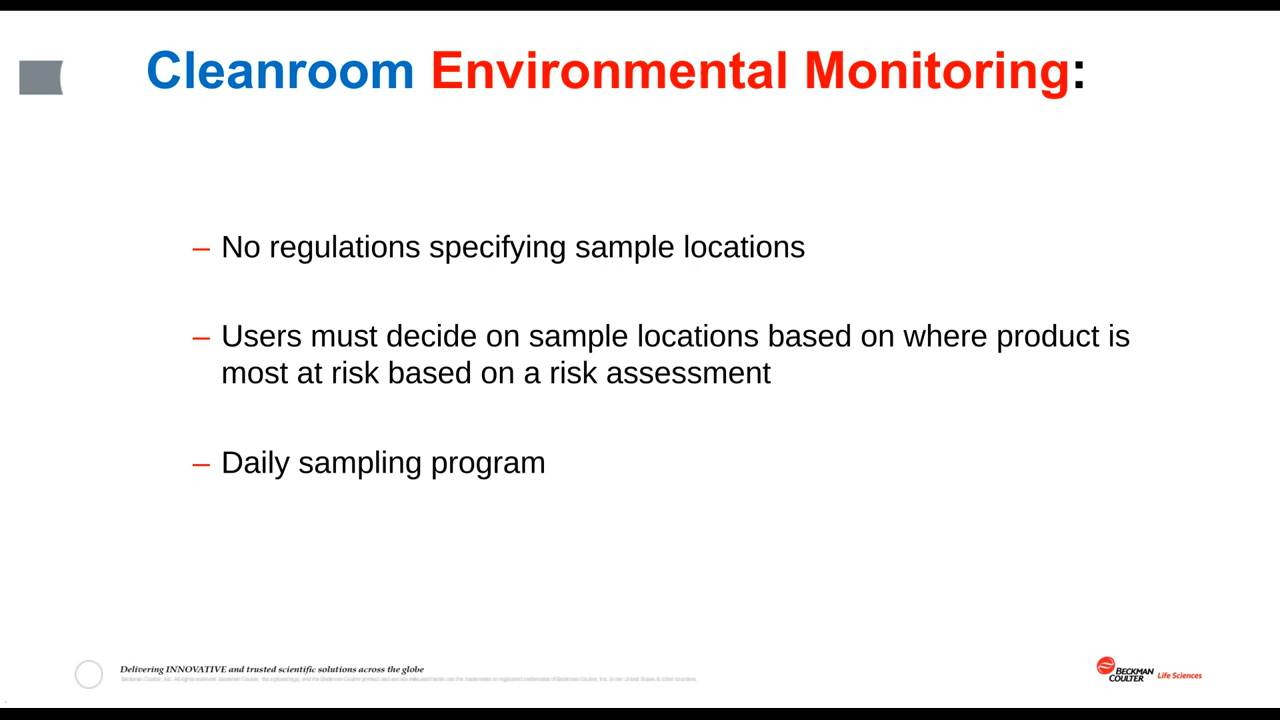 Cleanroom Environmental Monitoring:
– No regulations specifying sample locations
– Users must decide on sample locations based on where product is
most at risk based on a risk assessment
– Daily sampling program
Delivering INNOVATIVE and trusted scientific solutions across the globe
BECKMAN
COULTER
Life Sciences